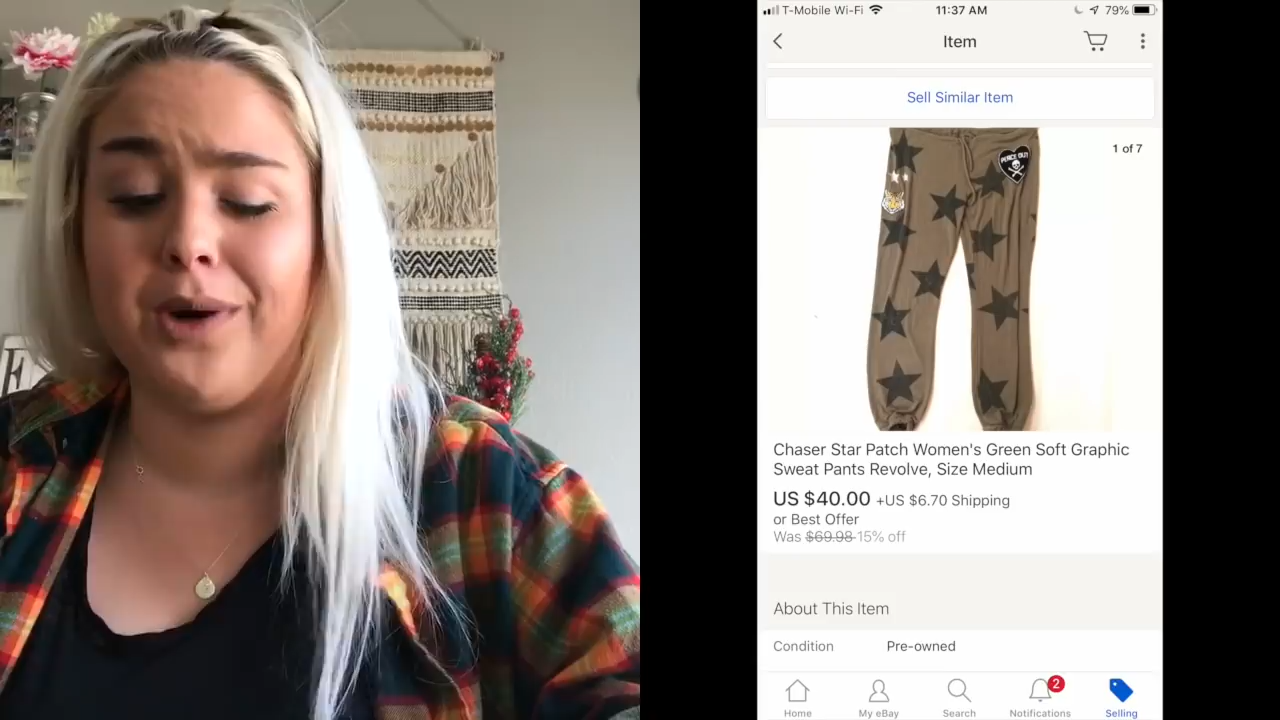 T-Mobile Wi-Fi 11:37 AM 79%
Item
Sell Similar Item
1 of 7
PEACE OUT
Chaser Star Patch Women's Green Soft Graphic
Sweat Pants Revolve, Size Medium
US $40.00 +US $6.70 Shipping
or Best Offer
Was $69.98 15% off
About This Item
Condition Pre-owned
2
Home My eBay Search Notifications Selling
E